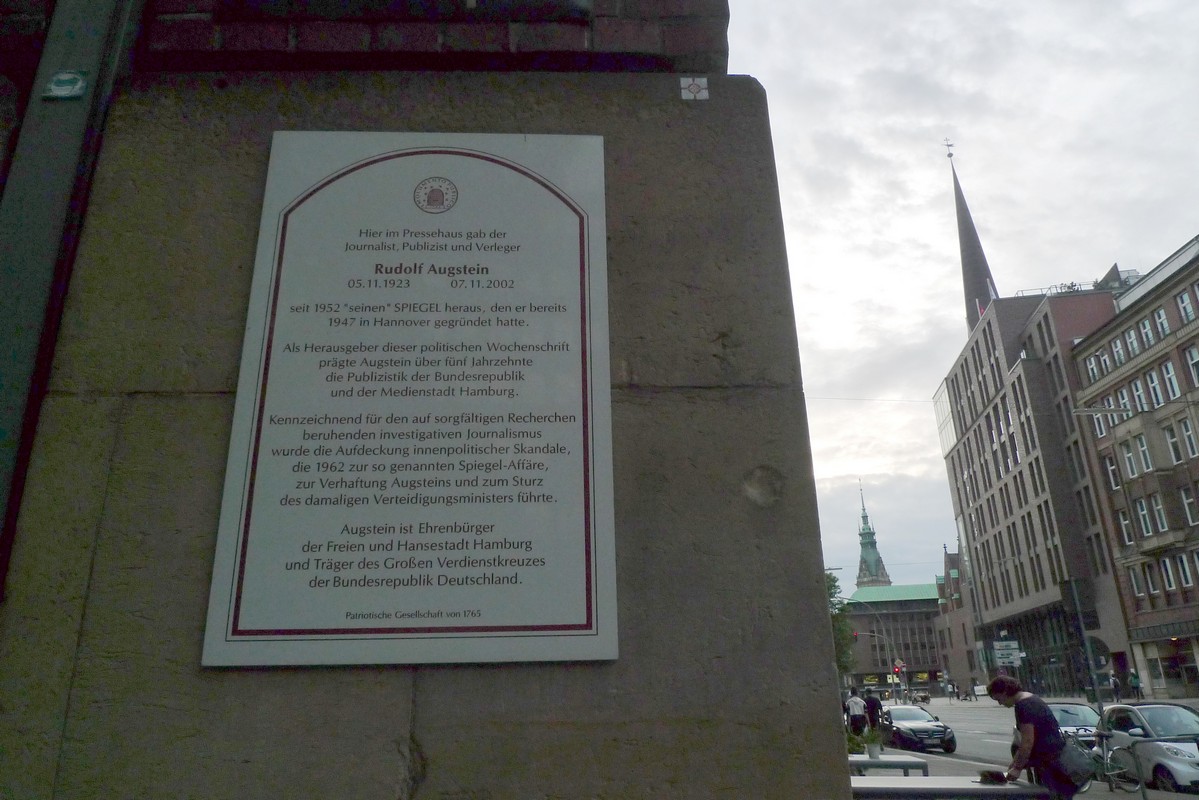 Hier im Pressehaus gab der
Journalist, Publizist und Verleger
Rudolf Augstein
05.11.1923 07.11.2002
seit 1952 "seinen" SPIEGEL heraus, den er bereits
1947 in Hannover gegründet hatte.
Als Herausgeber dieser politischen Wochenschrift
prägte Augstein über fünf Jahrzehnte
die Publizistik der Bundesrepublik
und der Medienstadt Hamburg.
Kennzeichnend für den auf sorgfältigen Recherchen
beruhenden investigativen Journalismus
wurde die Aufdeckung innenpolitischer Skandale,
die 1962 zur so genannten Spiegel-Affäre,
zur Verhaftung Augsteins und zum Sturz
des damaligen Verteidigungsministers führte.
Augstein ist Ehrenbürger
der Freien und Hansestadt Hamburg
und Träger des Großen Verdienstkreuzes
der Bundesrepublik Deutschland.
Patriotische Gesellschaft von 1765